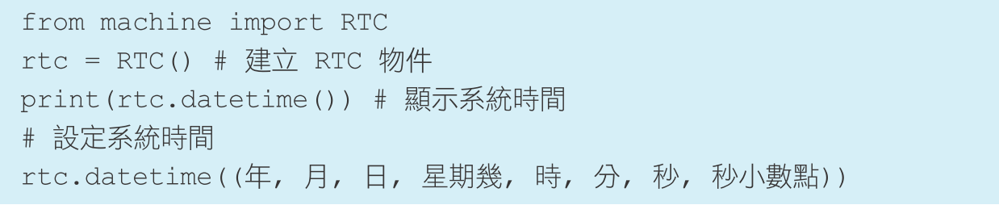 from machine import RTC
rtc = RTC() # 建立 RTC 物件
print(rtc.datetime()) # 顯示系統時間
# 設定系統時間
rtc.datetime((年, 月, 日, 星期幾, 時, 分, 秒, 秒小數點))